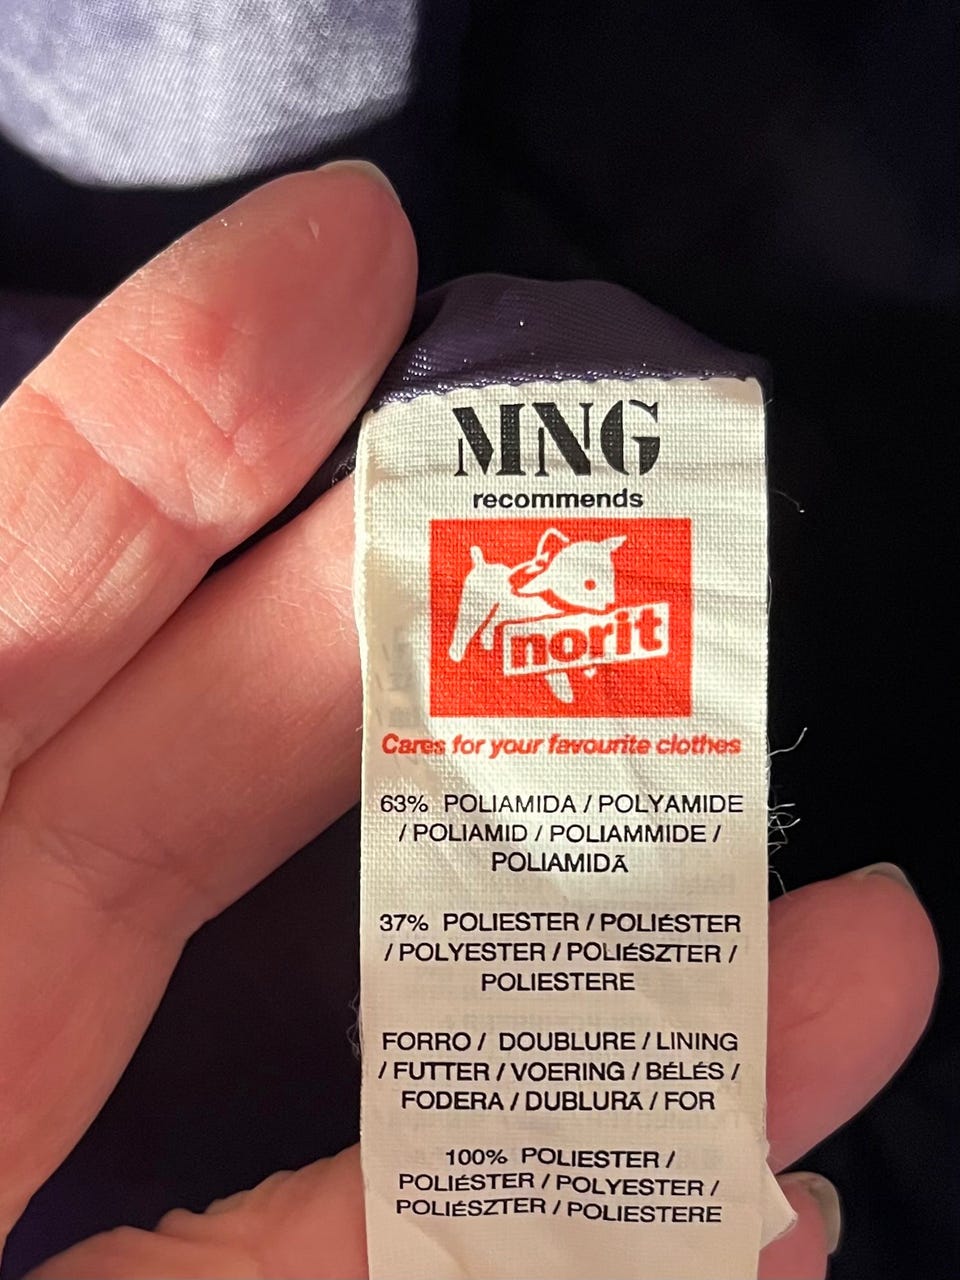 MNG
recommends
norit
Cares for your favourite clothes
63% POLIAMIDA / POLYAMIDE
/ POLIAMID / POLIAMMIDE /
POLIAMIDĂ
37% POLIESTER / POLIÉSTER
/ POLYESTER / POLIÉSZTER /
POLIESTERE
FORRO / DOUBLURE / LINING
/ FUTTER / VOERING / BÉLÉS /
FODERA / DUBLURĂ / FOR
100% POLIESTER /
POLIÉSTER / POLYESTER /
POLIÉSZTER / POLIESTERE